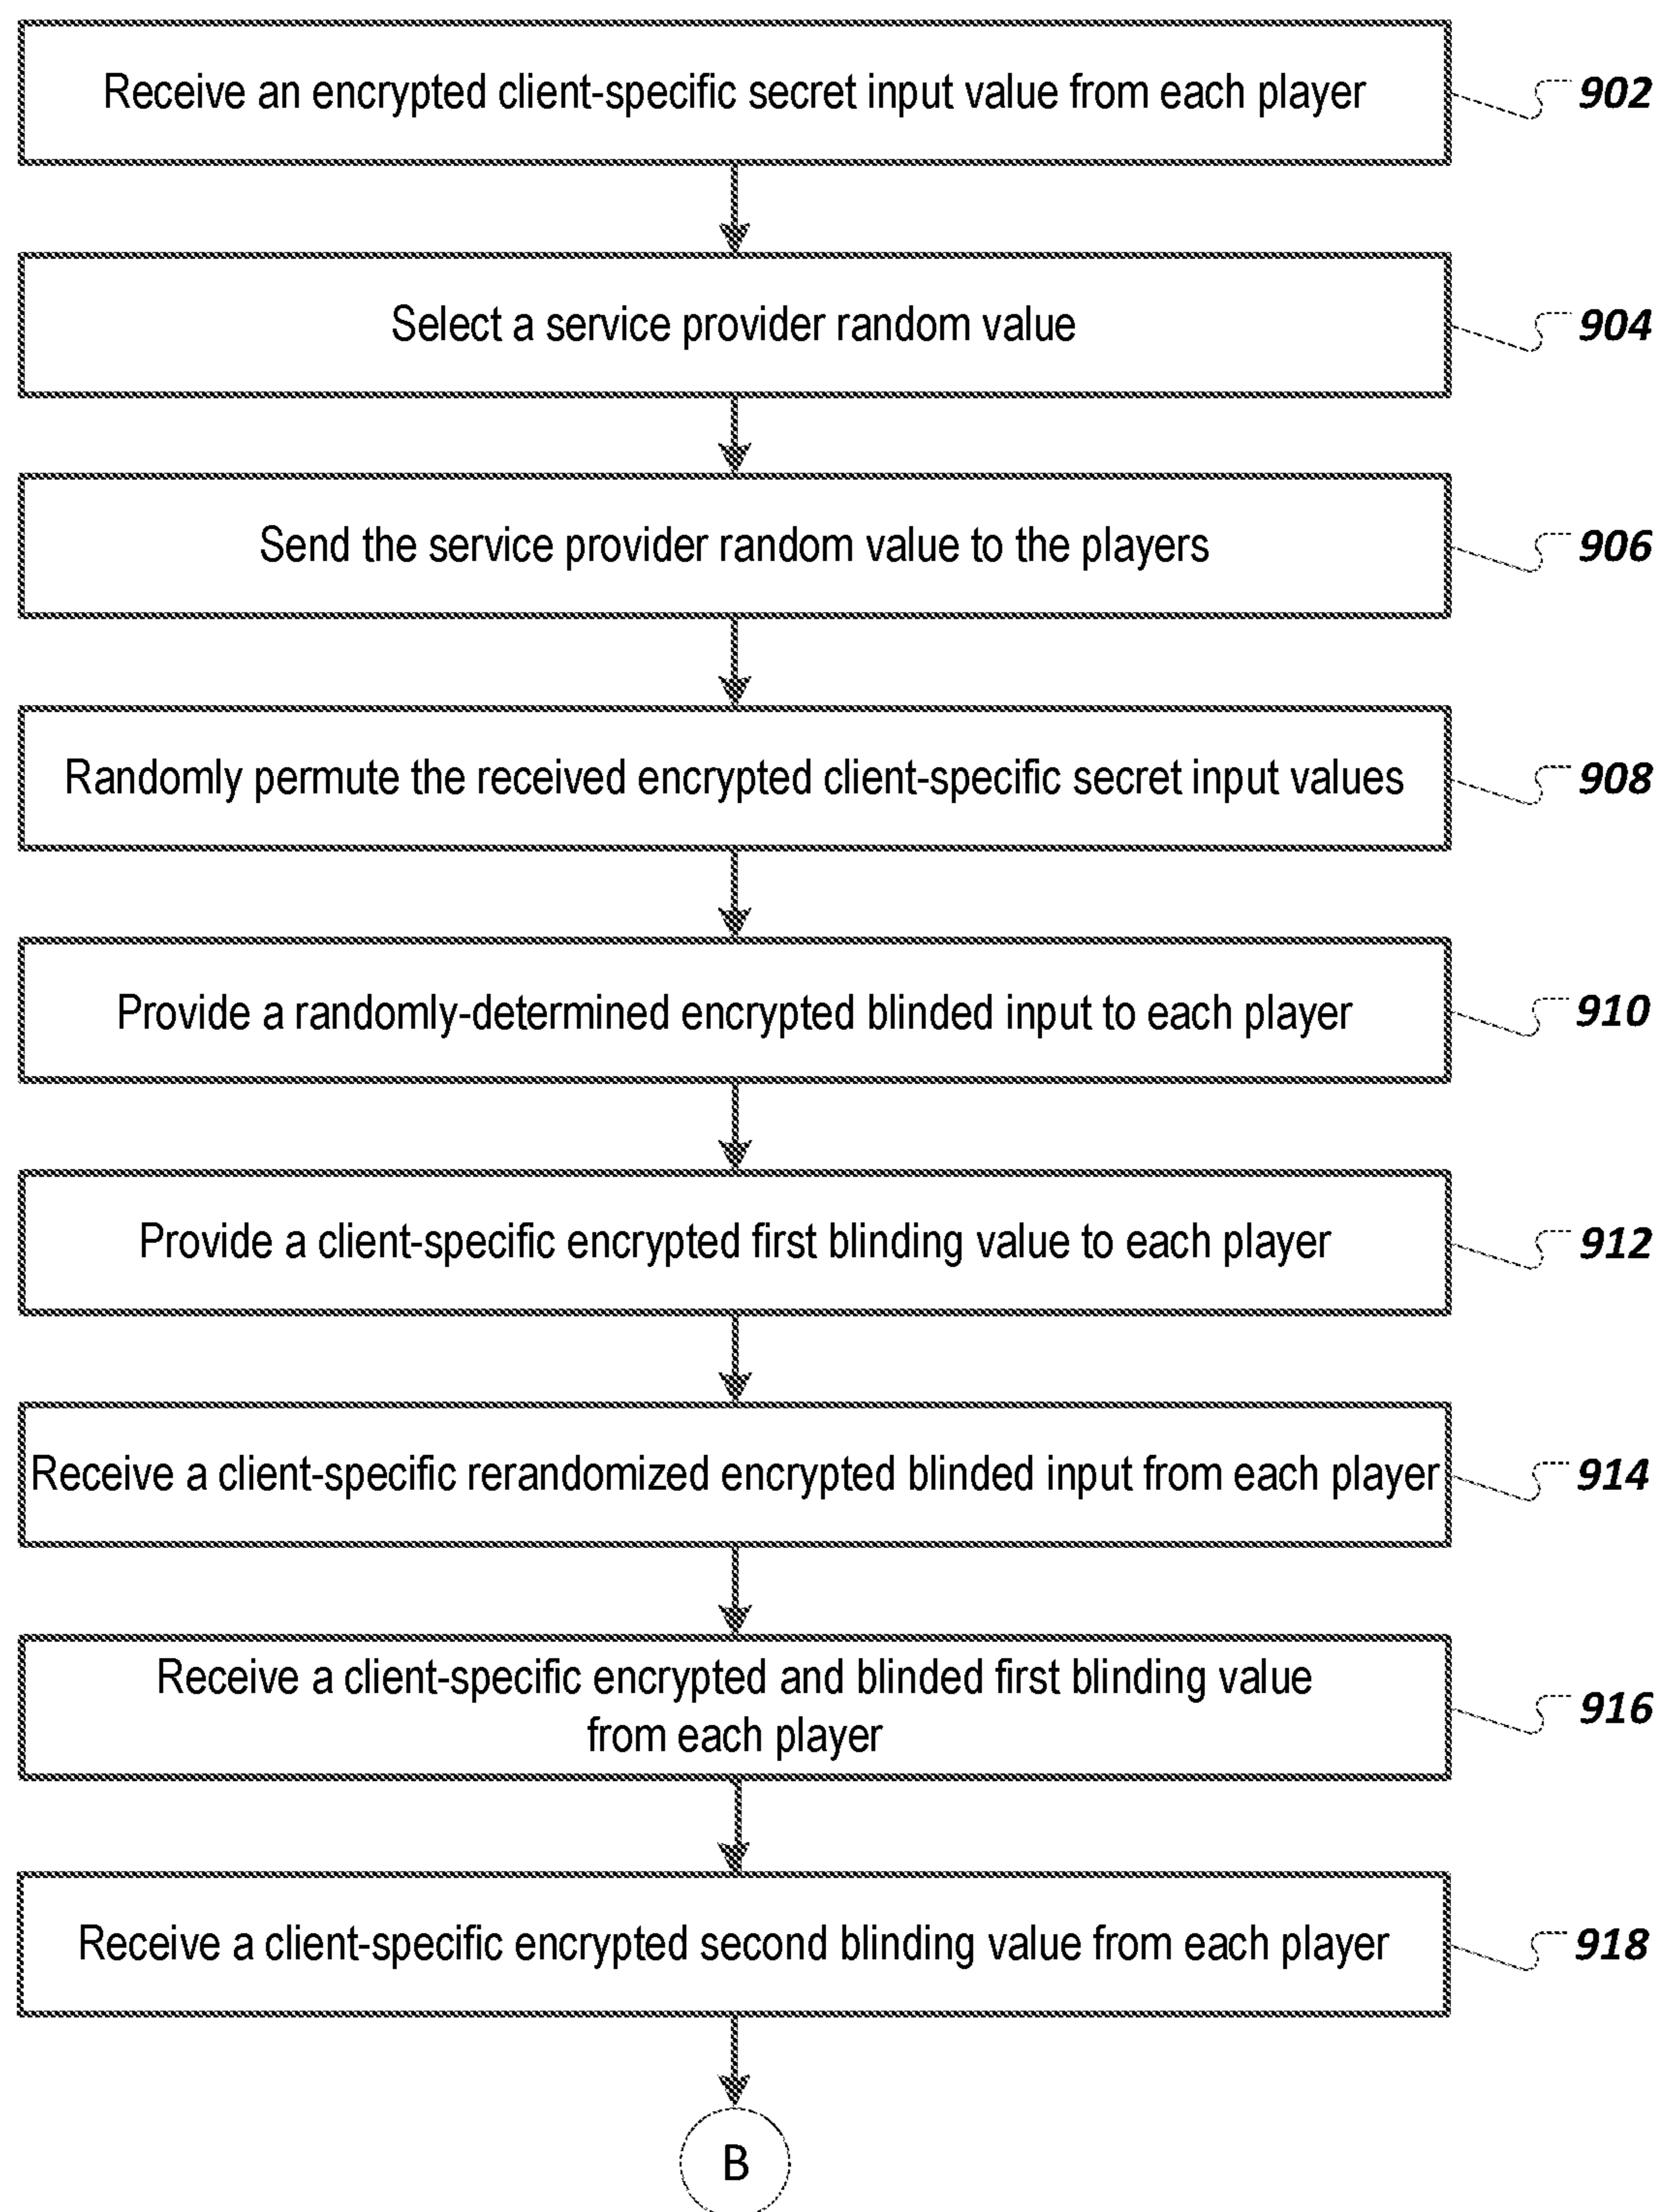 Receive an encrypted client-specific secret input value from each player
902
Select a service provider random value
904
Send the service provider random value to the players
906
Randomly permute the received encrypted client-specific secret input values
908
Provide a randomly-determined encrypted blinded input to each player
910
Provide a client-specific encrypted first blinding value to each player
912
Receive a client-specific rerandomized encrypted blinded input from each player
914
Receive a client-specific encrypted and blinded first blinding value
from each player
916
Receive a client-specific encrypted second blinding value from each player
918
B